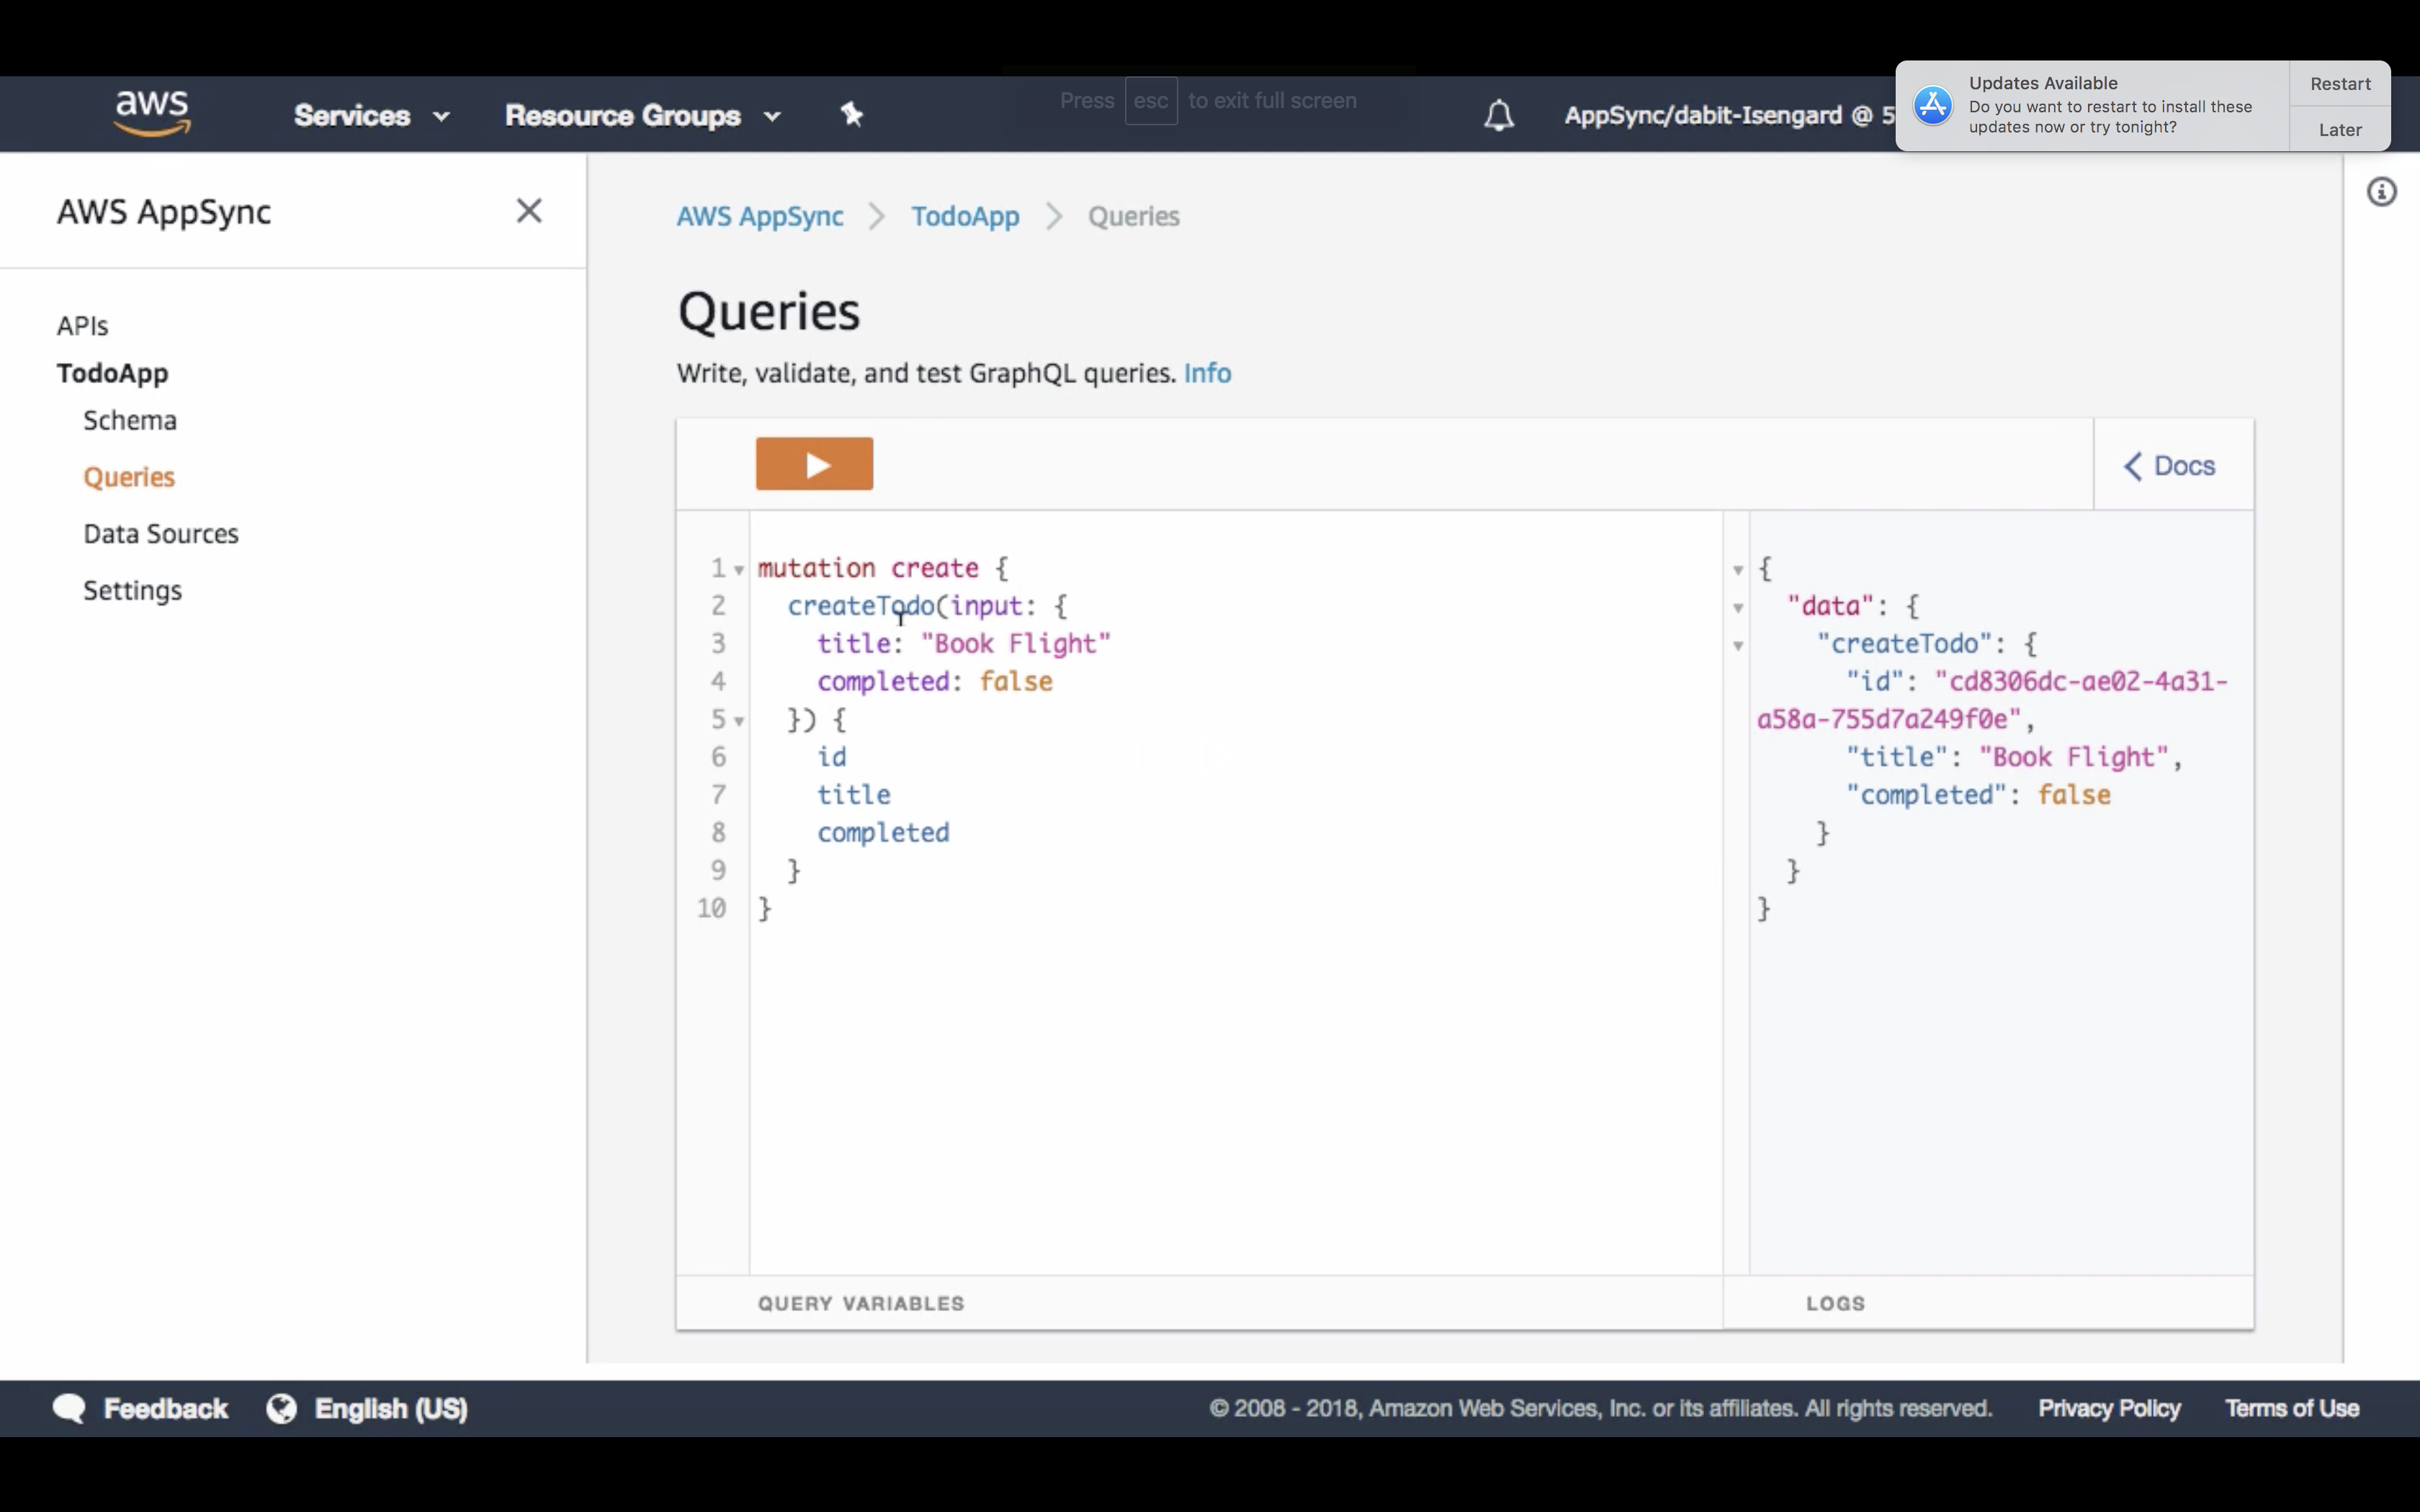 aws
Services
Resource Groups
Press esc to exit full screen
AppSync/dabit-Isengard @ 5
Updates Available
Do you want to restart to install these
updates now or try tonight?
Restart
Later
AWS AppSync
APIs
TodoApp
Schema
Queries
Data Sources
Settings
AWS AppSync > TodoApp > Queries
Queries
Write, validate, and test GraphQL queries. Info
Docs
1 mutation create {
2 createTodo(input: {
3 title: "Book Flight"
4 completed: false
5 }) {
6 id
7 title
8 completed
9 }
10 }
{
"data": {
"createTodo": {
"id": "cd8306dc-ae02-4a31-
a58a-755d7a249f0e",
"title": "Book Flight",
"completed": false
}
}
}
QUERY VARIABLES
LOGS
Feedback
English (US)
© 2008 - 2018, Amazon Web Services, Inc. or its affiliates. All rights reserved.
Privacy Policy
Terms of Use